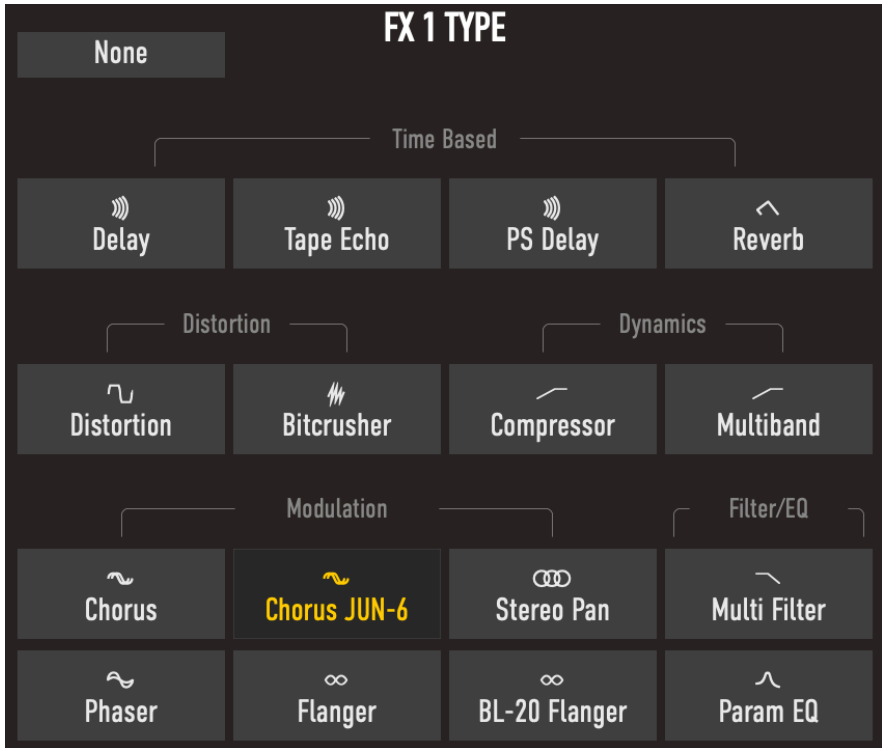 FX 1 TYPE
None
Time Based
Delay
Tape Echo
PS Delay
Reverb
Distortion
Dynamics
Distortion
Bitcrusher
Compressor
Multiband
Modulation
Filter/EQ
Chorus
Chorus JUN-6
Stereo Pan
Multi Filter
Phaser
Flanger
BL-20 Flanger
Param EQ